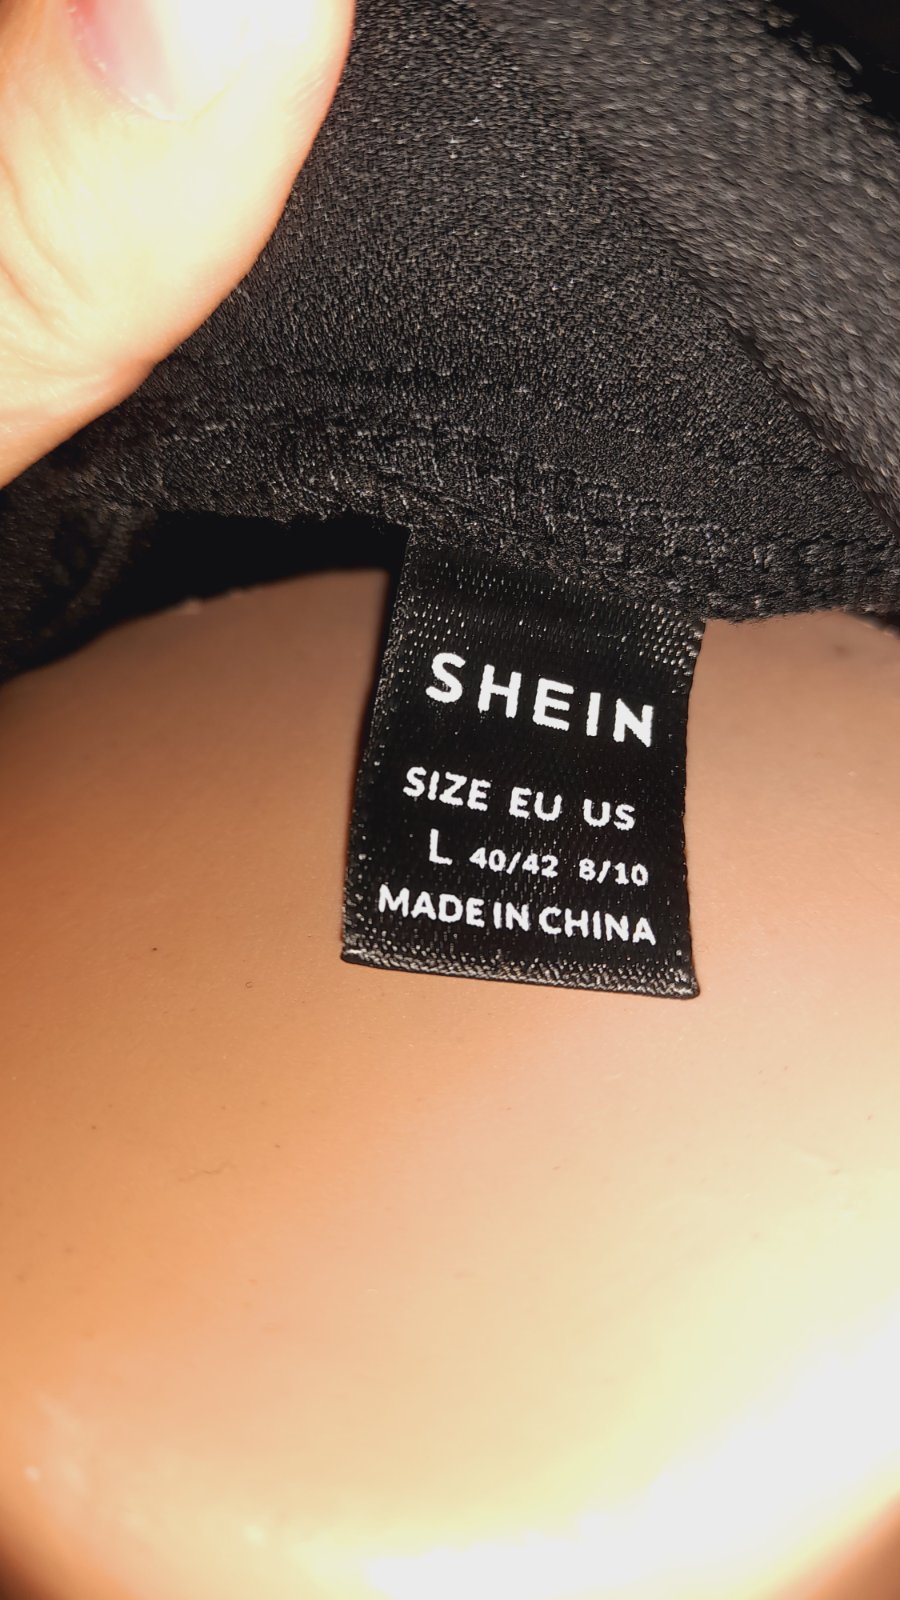 SHEIN
SIZE EU US
L 40/42 8/10
MADE IN CHINA